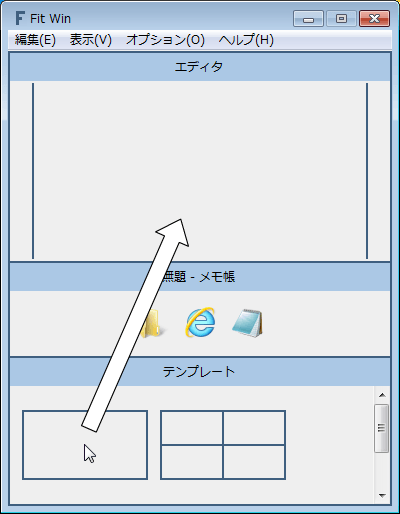 Fit Win
編集(E) 表示(V) オプション(O) ヘルプ(H)
エディタ
無題 - メモ帳
テンプレート